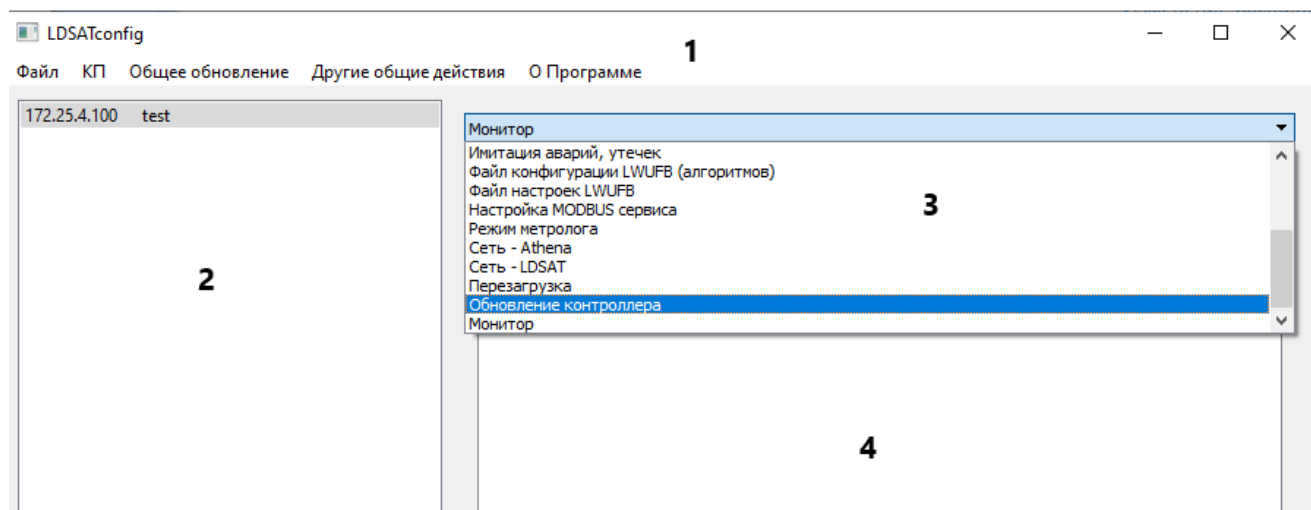 LDSATconfig
1
Файл КП Общее обновление Другие общие действия О Программе
172.25.4.100 test
2
Монитор
Имитация аварий, утечек
Файл конфигурации LWUFB (алгоритмов)
Файл настроек LWUFB
Настройка MODBUS сервиса
Режим метролога
Сеть - Athena
Сеть - LDSAT
Перезагрузка
Обновление контроллера
Монитор
3
4